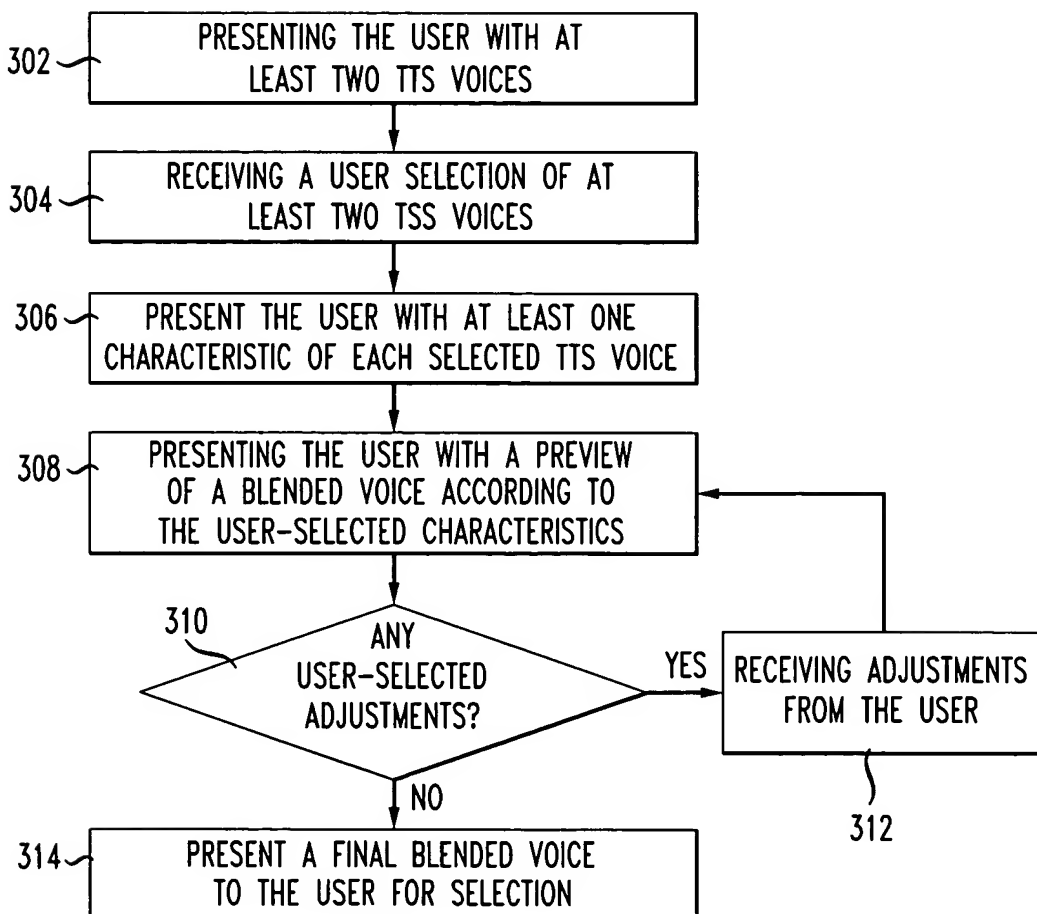 302
PRESENTING THE USER WITH AT
LEAST TWO TTS VOICES
304
RECEIVING A USER SELECTION OF AT
LEAST TWO TSS VOICES
306
PRESENT THE USER WITH AT LEAST ONE
CHARACTERISTIC OF EACH SELECTED TTS VOICE
308
PRESENTING THE USER WITH A PREVIEW
OF A BLENDED VOICE ACCORDING TO
THE USER-SELECTED CHARACTERISTICS
310
ANY
USER-SELECTED
ADJUSTMENTS?
YES
RECEIVING ADJUSTMENTS
FROM THE USER
312
NO
314
PRESENT A FINAL BLENDED VOICE
TO THE USER FOR SELECTION